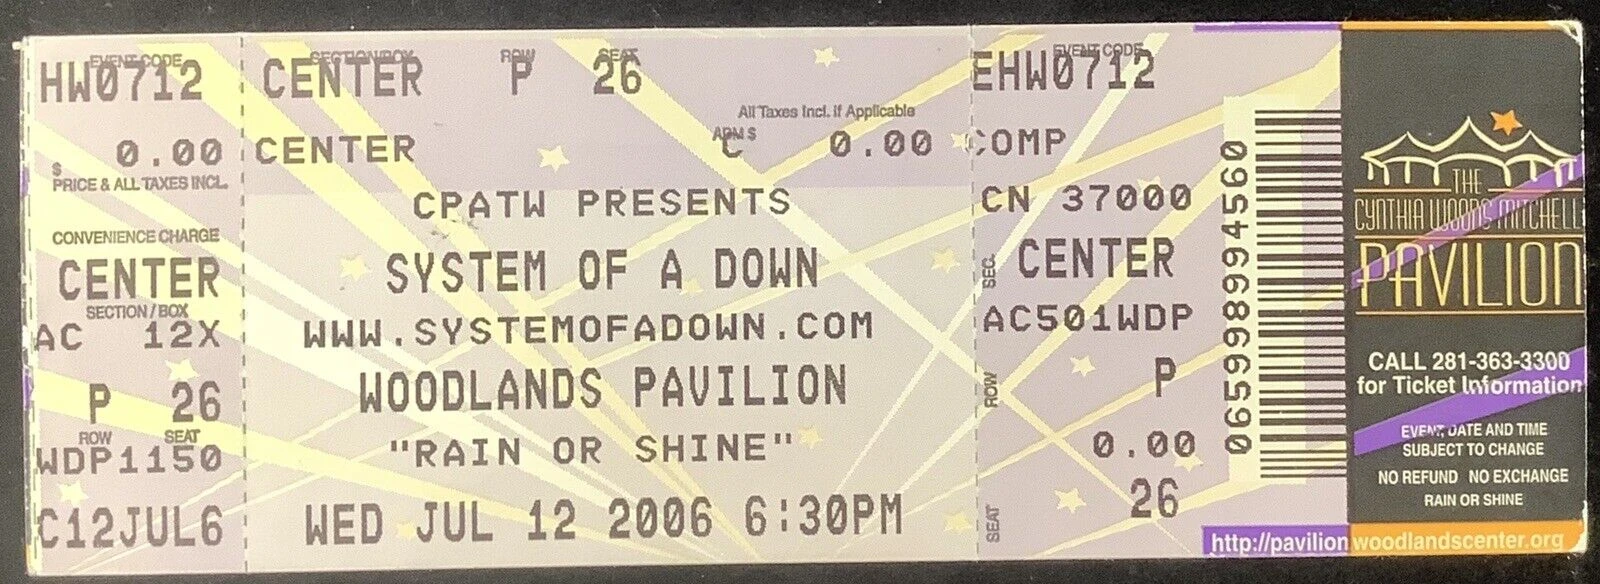 EVENT CODE
HW0712
0.00
$
PRICE & ALL TAXES INCL.
CONVENIENCE CHARGE
CENTER
SECTION/BOX
AC 12X
P 26
ROW SEAT
WDP1150
C12JUL6
SECTION/BOX ROW SEAT
CENTER P 26
All Taxes Incl. if Applicable
ADM $
CENTER C 0.00
CPATW PRESENTS
SYSTEM OF A DOWN
WWW.SYSTEMOFADOWN.COM
WOODLANDS PAVILION
"RAIN OR SHINE"
WED JUL 12 2006 6:30PM
EVENT CODE
EHW0712
COMP
CN 37000
SEC.
CENTER
AC501WDP
ROW
P
0.00
SEAT
26
0659998994560
THE
CYNTHIA WOODS MITCHELL
PAVILION
CALL 281-363-3300
for Ticket Information
EVENT DATE AND TIME
SUBJECT TO CHANGE
NO REFUND NO EXCHANGE
RAIN OR SHINE
http://pavilion.woodlandscenter.org